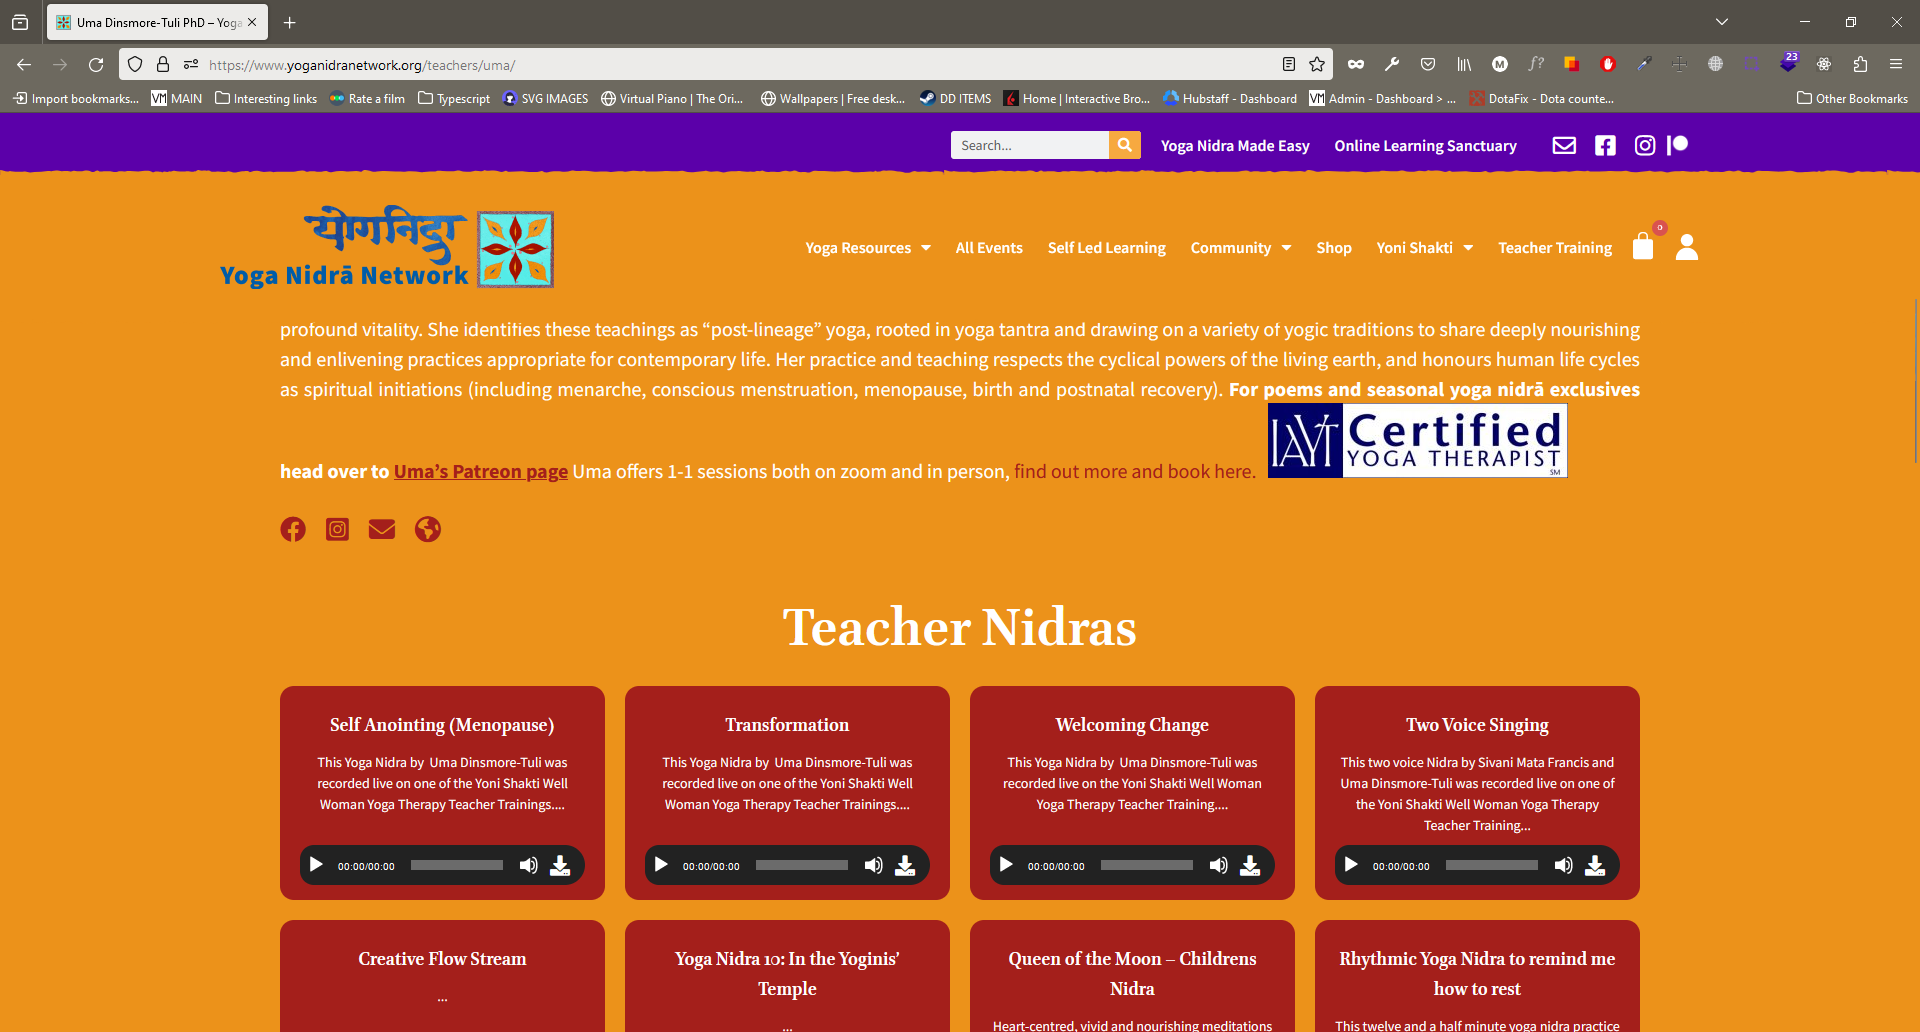 Uma Dinsmore-Tuli PhD – Yoga
https://www.yoganidranetwork.org/teachers/uma/
23
Import bookmarks...
MAIN
Interesting links
Rate a film
Typescript
SVG IMAGES
Virtual Piano | The Ori...
Wallpapers | Free desk...
DD ITEMS
Home | Interactive Bro...
Hubstaff - Dashboard
Admin - Dashboard > ...
DotaFix - Dota counte...
Other Bookmarks
Search...
Yoga Nidra Made Easy
Online Learning Sanctuary
योगनिद्रा
Yoga Nidrā Network
Yoga Resources
All Events
Self Led Learning
Community
Shop
Yoni Shakti
Teacher Training
0
profound vitality. She identifies these teachings as “post-lineage” yoga, rooted in yoga tantra and drawing on a variety of yogic traditions to share deeply nourishing
and enlivening practices appropriate for contemporary life. Her practice and teaching respects the cyclical powers of the living earth, and honours human life cycles
as spiritual initiations (including menarche, conscious menstruation, menopause, birth and postnatal recovery). For poems and seasonal yoga nidrā exclusives
head over to Uma’s Patreon page Uma offers 1-1 sessions both on zoom and in person, find out more and book here.
IAYT Certified
YOGA THERAPIST
SM
Teacher Nidras
Self Anointing (Menopause)
This Yoga Nidra by Uma Dinsmore-Tuli was
recorded live on one of the Yoni Shakti Well
Woman Yoga Therapy Teacher Trainings....
00:00/00:00
Transformation
This Yoga Nidra by Uma Dinsmore-Tuli was
recorded live on one of the Yoni Shakti Well
Woman Yoga Therapy Teacher Trainings....
00:00/00:00
Welcoming Change
This Yoga Nidra by Uma Dinsmore-Tuli was
recorded live on the Yoni Shakti Well Woman
Yoga Therapy Teacher Training....
00:00/00:00
Two Voice Singing
This two voice Nidra by Sivani Mata Francis and
Uma Dinsmore-Tuli was recorded live on one of
the Yoni Shakti Well Woman Yoga Therapy
Teacher Training...
00:00/00:00
Creative Flow Stream
...
Yoga Nidra 10: In the Yoginis’
Temple
...
Queen of the Moon – Childrens
Nidra
Heart-centred, vivid and nourishing meditations
Rhythmic Yoga Nidra to remind me
how to rest
This twelve and a half minute yoga nidra practice